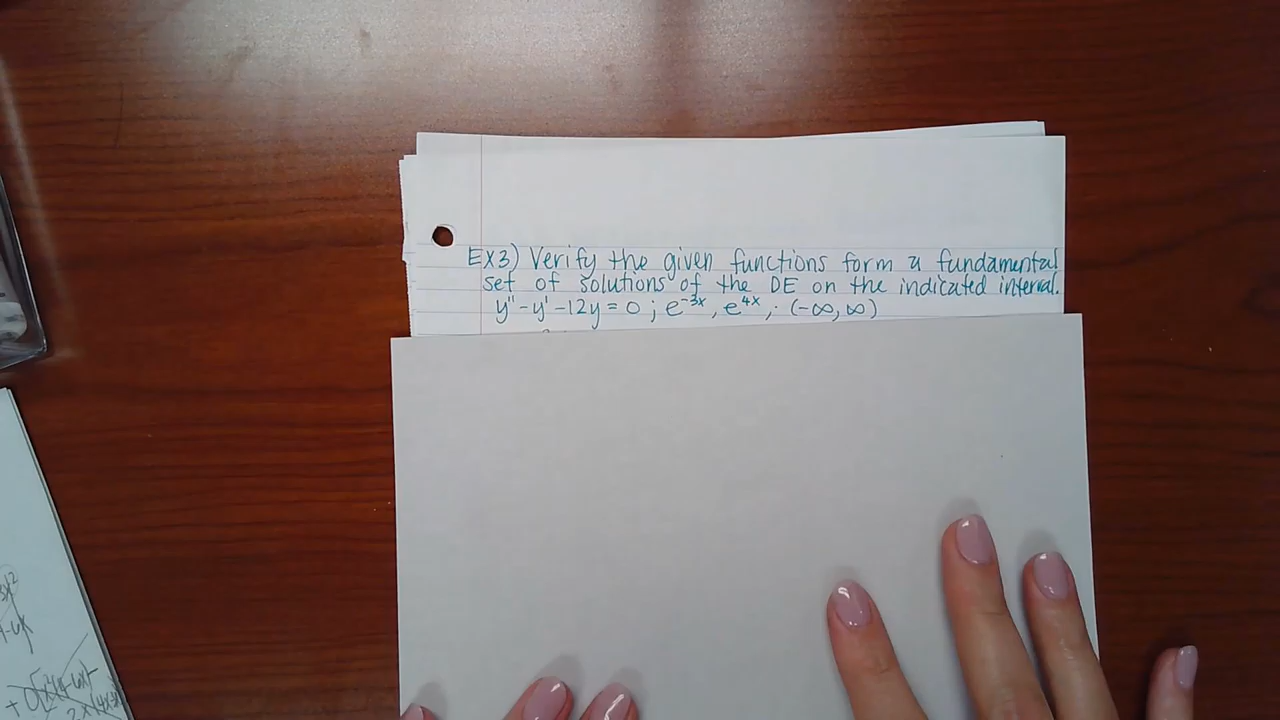 EX3) Verify the given functions form a fundamental
set of solutions of the DE on the indicated interval.
y'' - y' - 12y = 0 ; e^{-3x}, e^{4x} ; (-∞, ∞)